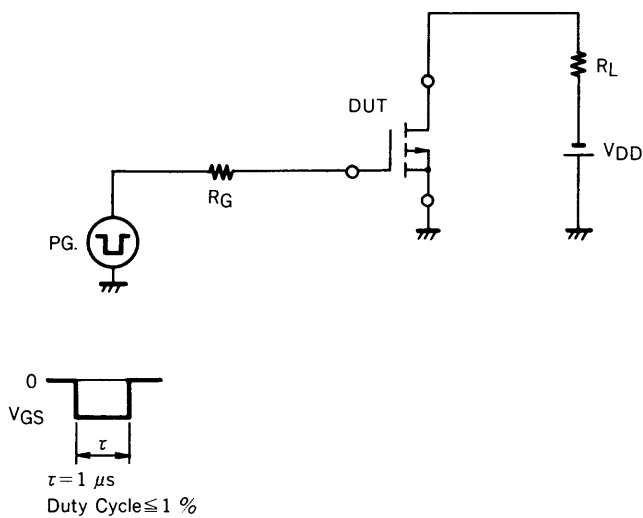 DUT
RL
VDD
RG
PG.
0
VGS
τ
τ=1 μs
Duty Cycle≦1 %